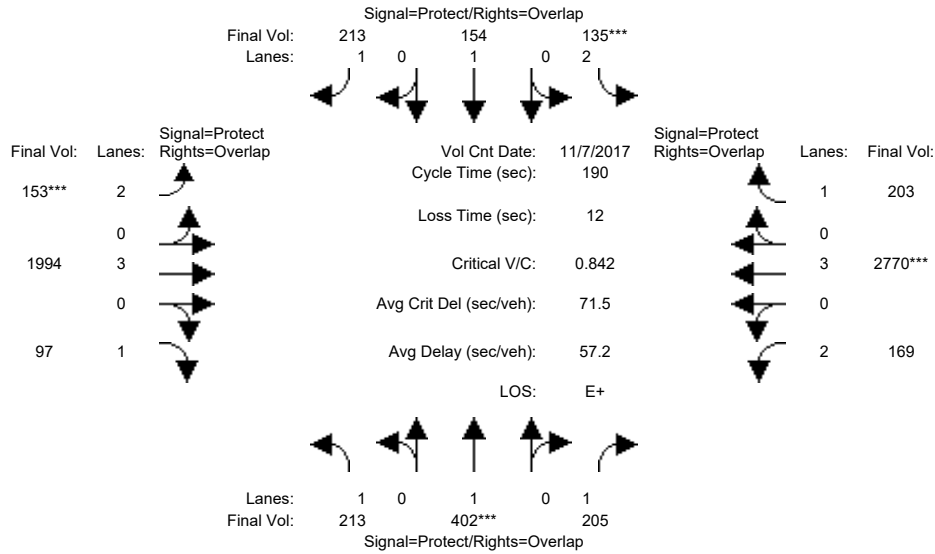 Signal=Protect/Rights=Overlap
Final Vol: 213 154 135***
Lanes: 1 0 1 0 2
Signal=Protect
Final Vol: Lanes: Rights=Overlap
Vol Cnt Date: 11/7/2017
Signal=Protect
Rights=Overlap Lanes: Final Vol:
Cycle Time (sec): 190
153*** 2
1 203
Loss Time (sec): 12
0
0
1994 3
Critical V/C: 0.842
3 2770***
0
Avg Crit Del (sec/veh): 71.5
0
97 1
Avg Delay (sec/veh): 57.2
2 169
LOS: E+
Lanes: 1 0 1 0 1
Final Vol: 213 402*** 205
Signal=Protect/Rights=Overlap